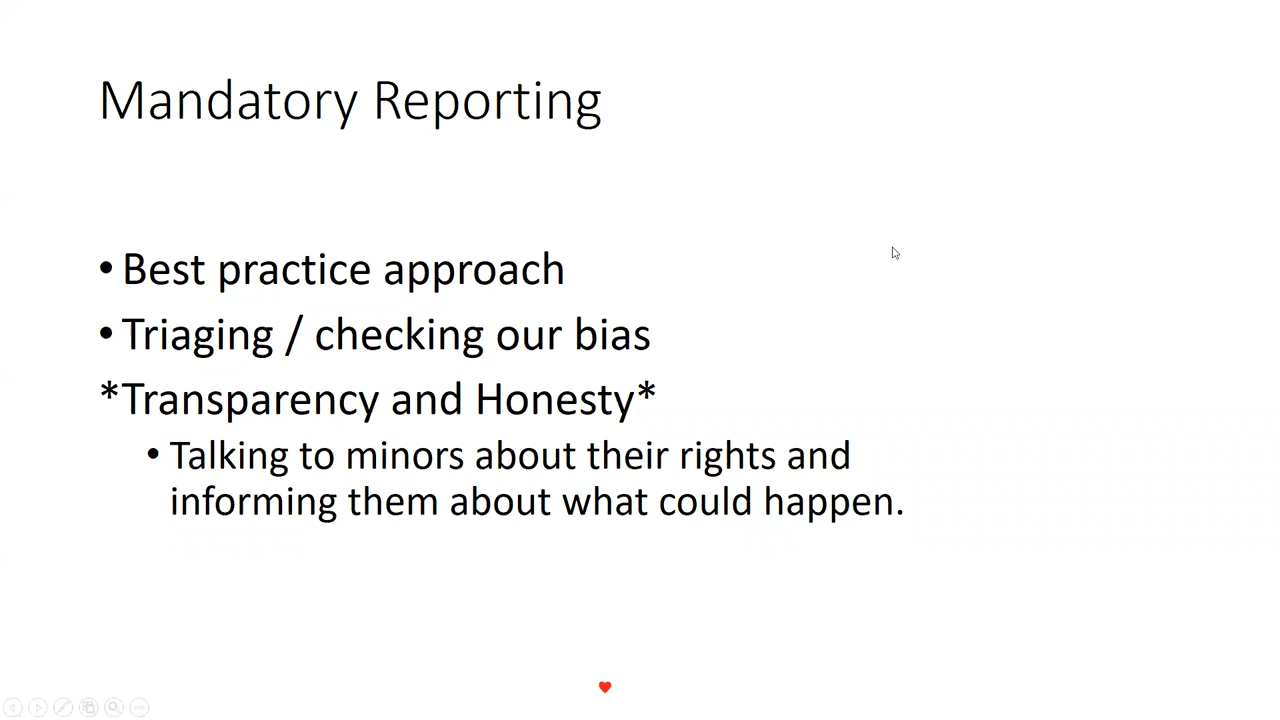 Mandatory Reporting
• Best practice approach
• Triaging / checking our bias
*Transparency and Honesty*
• Talking to minors about their rights and
informing them about what could happen.